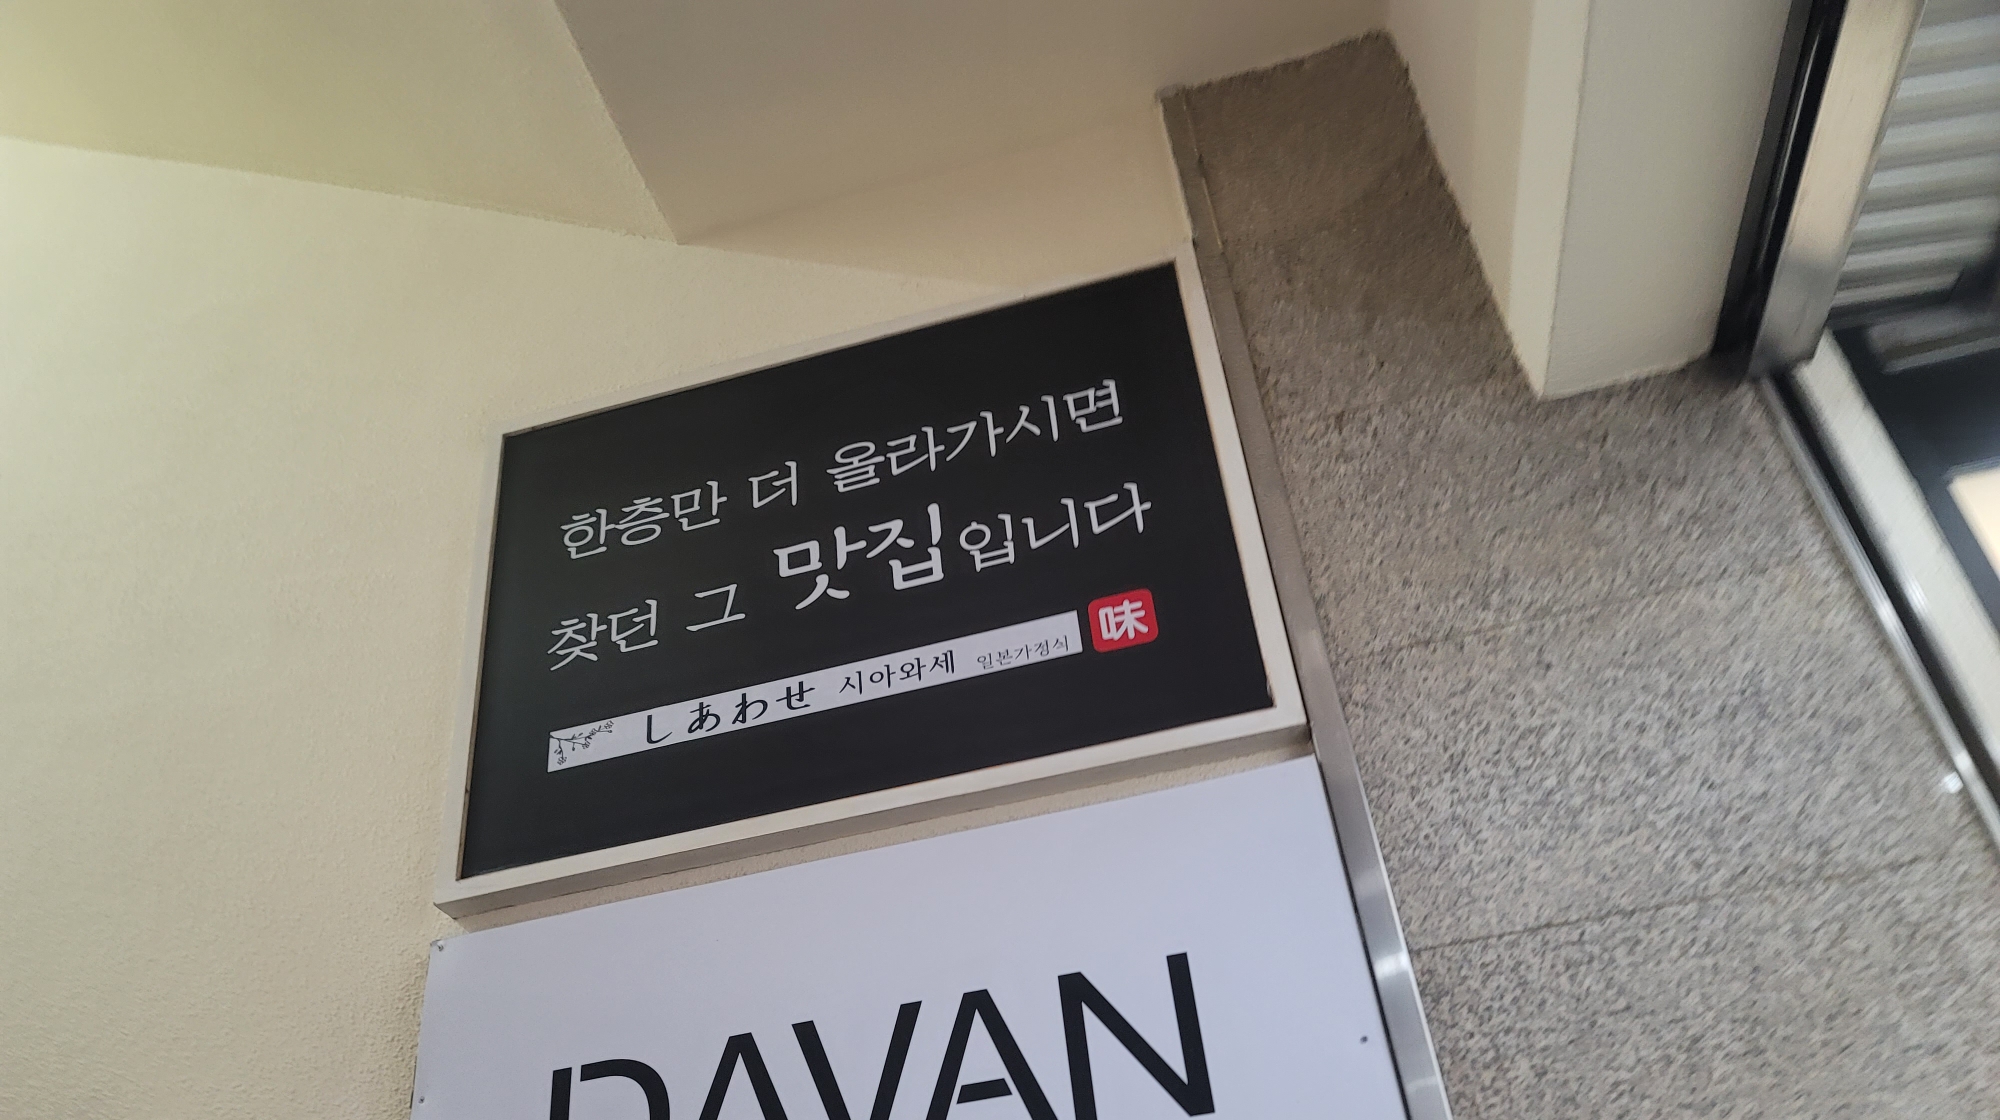 한층만 더 올라가시면
찾던 그 맛집입니다
しあわせ 시아와세 일본가정식 味
DAVAN